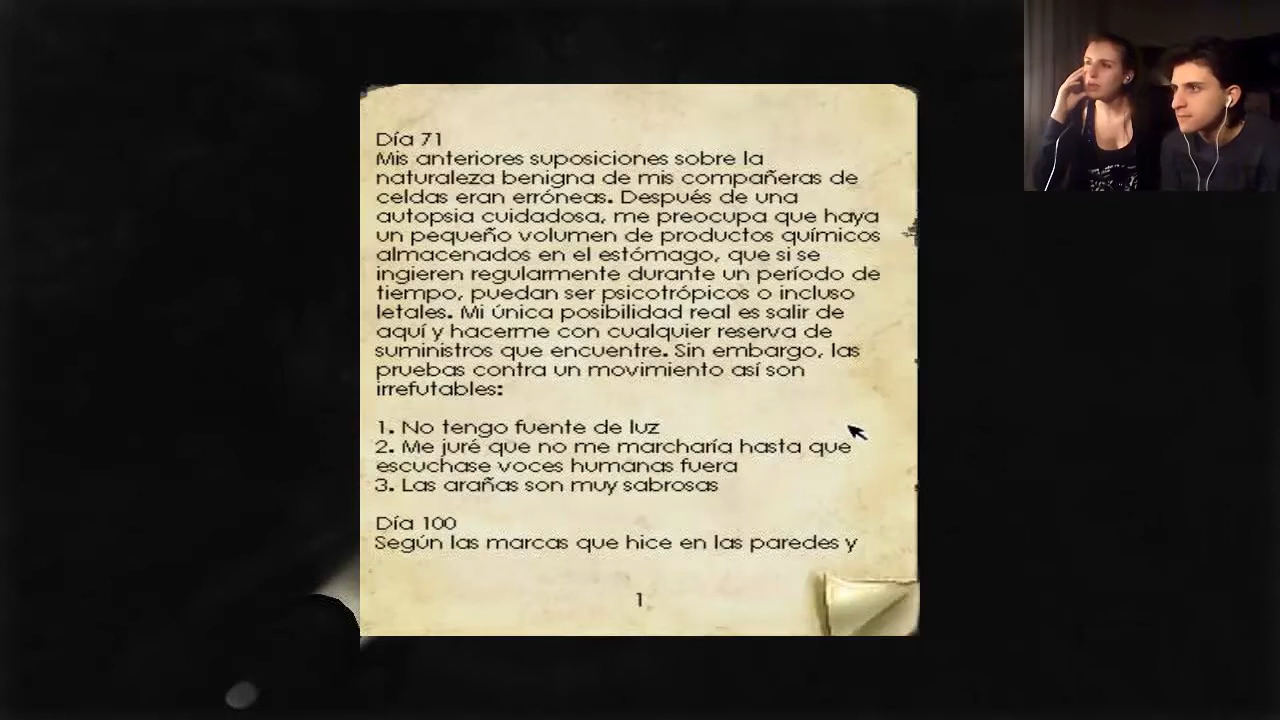 Día 71
Mis anteriores suposiciones sobre la
naturaleza benigna de mis compañeras de
celdas eran erróneas. Después de una
autopsia cuidadosa, me preocupa que haya
un pequeño volumen de productos químicos
almacenados en el estómago, que si se
ingieren regularmente durante un período de
tiempo, puedan ser psicotrópicos o incluso
letales. Mi única posibilidad real es salir de
aquí y hacerme con cualquier reserva de
suministros que encuentre. Sin embargo, las
pruebas contra un movimiento así son
irrefutables:
1. No tengo fuente de luz
2. Me juré que no me marcharía hasta que
escuchase voces humanas fuera
3. Las arañas son muy sabrosas
Día 100
Según las marcas que hice en las paredes y
1